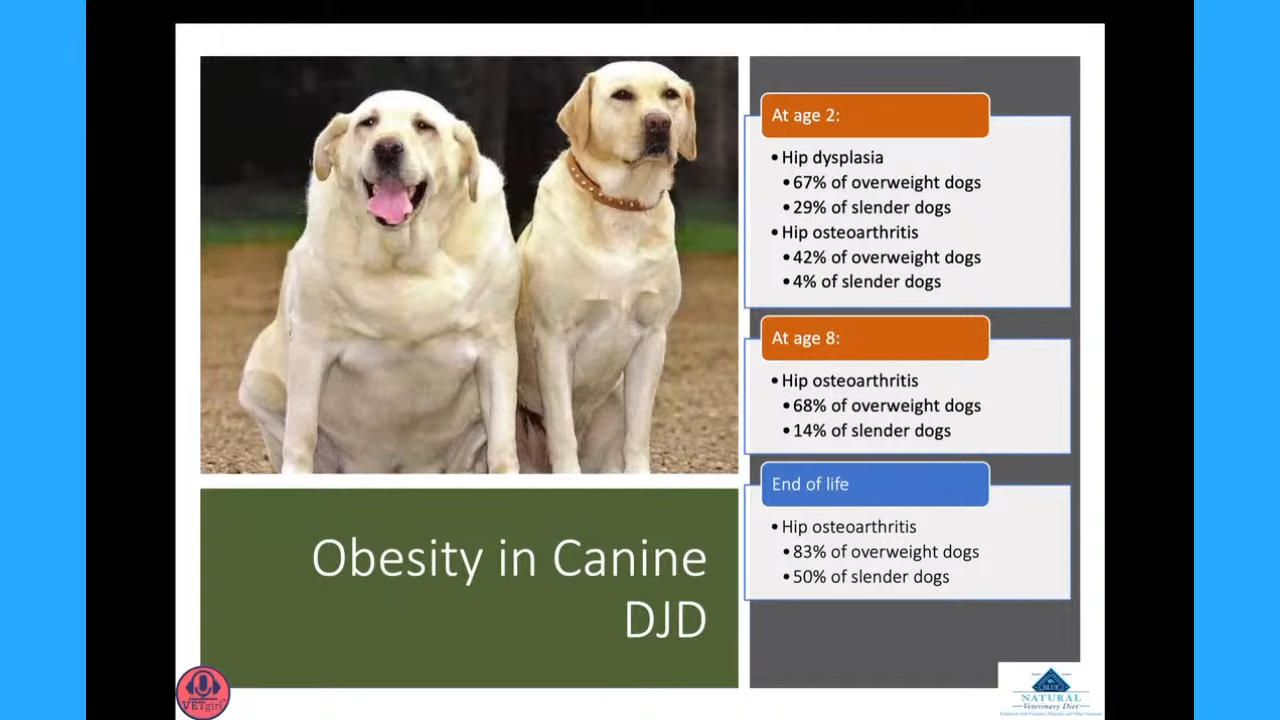 At age 2:
• Hip dysplasia
• 67% of overweight dogs
• 29% of slender dogs
• Hip osteoarthritis
• 42% of overweight dogs
• 4% of slender dogs
At age 8:
• Hip osteoarthritis
• 68% of overweight dogs
• 14% of slender dogs
End of life
• Hip osteoarthritis
• 83% of overweight dogs
• 50% of slender dogs
Obesity in Canine
DJD
VETgirl
BLUE
NATURAL
Veterinary Diet